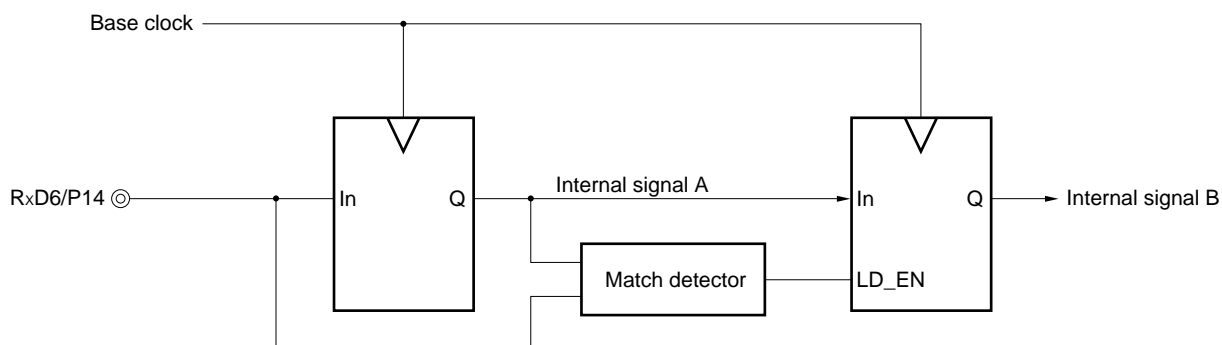 Base clock
RxD6/P14
In
Q
Internal signal A
In
Q
Internal signal B
Match detector
LD_EN